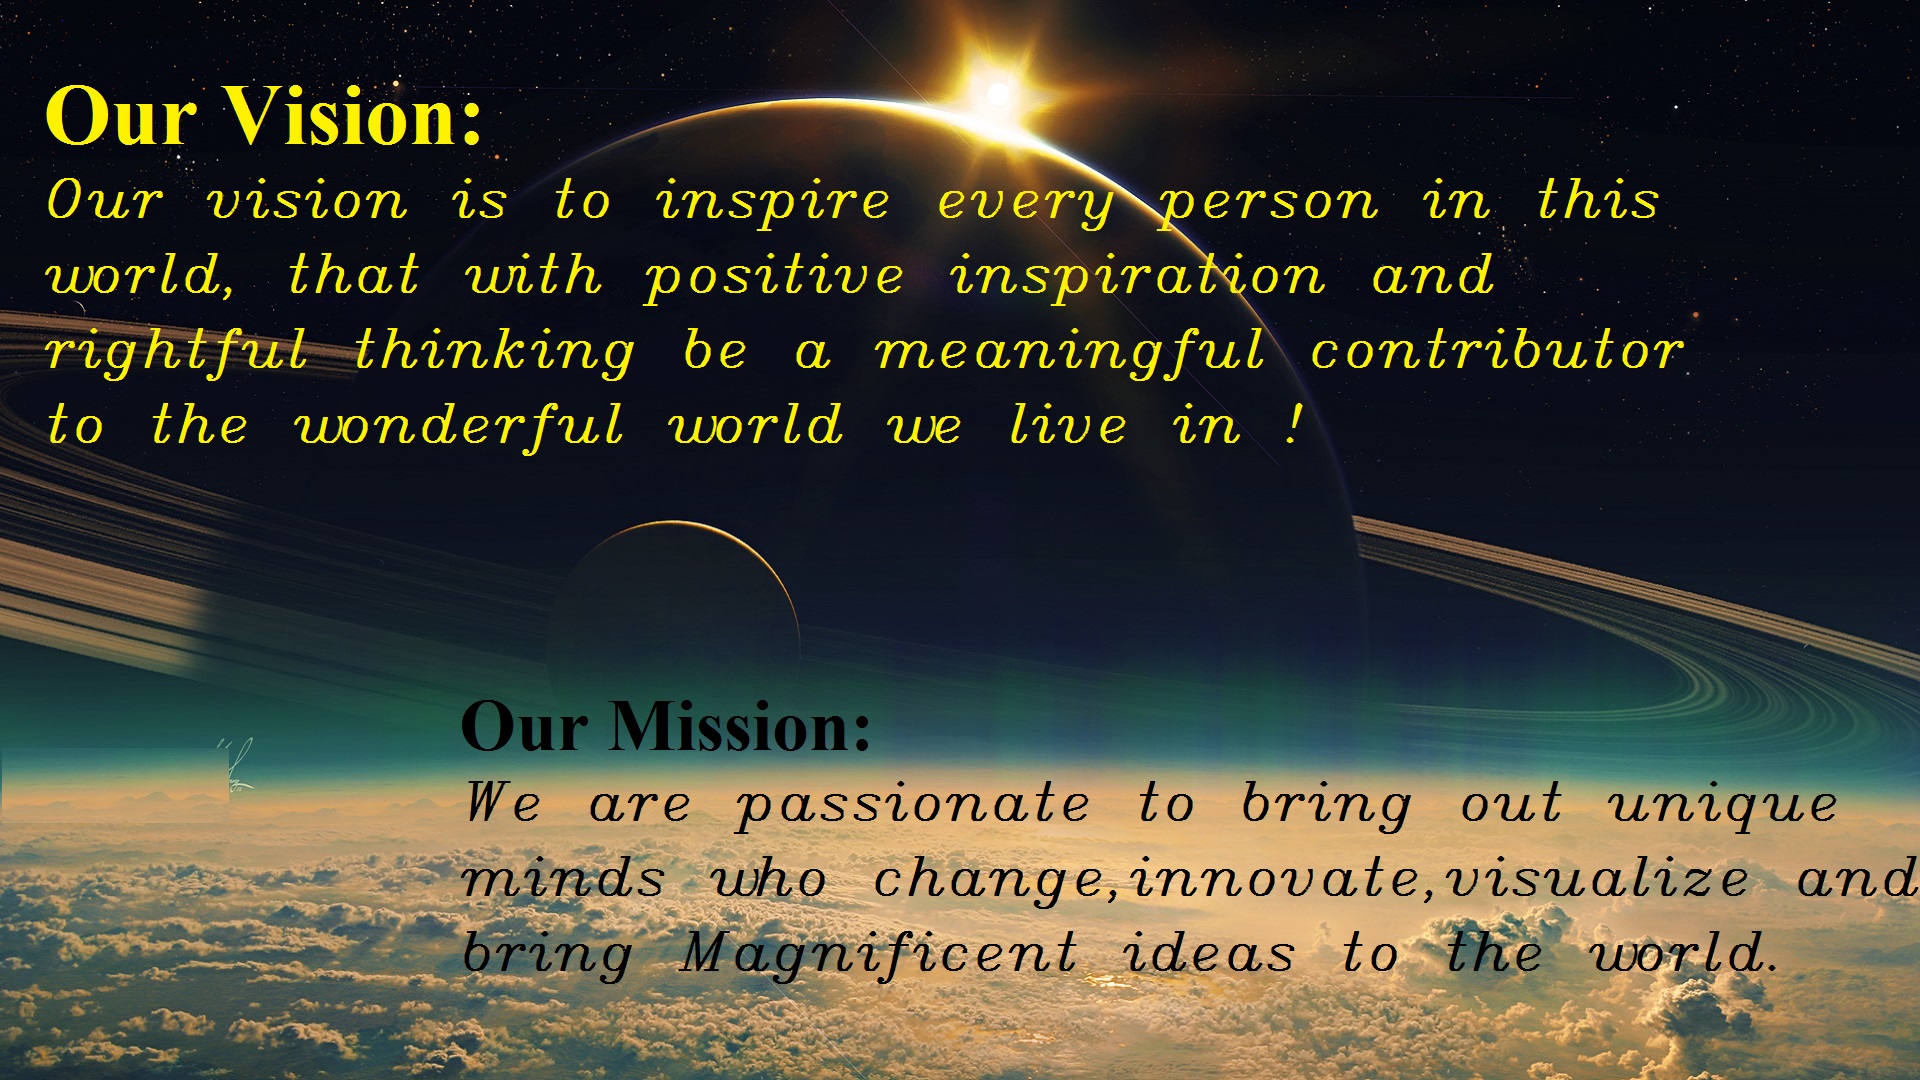 Our Vision:
Our vision is to inspire every person in this
world, that with positive inspiration and
rightful thinking be a meaningful contributor
to the wonderful world we live in !
Our Mission:
We are passionate to bring out unique
minds who change,innovate,visualize and
bring Magnificent ideas to the world.